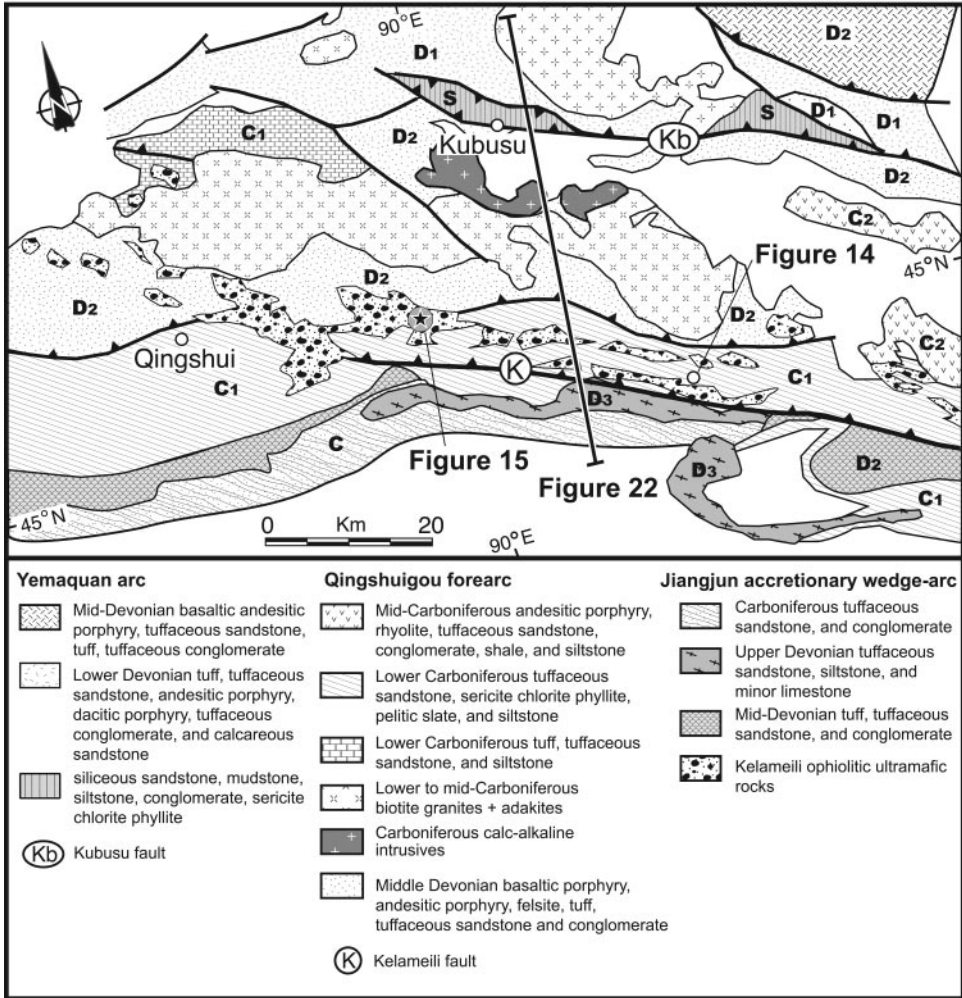 90°E
D1
D2
S
C1
D2
Kubusu
Kb
S
D1
D1
D2
C2
45°N
Figure 14
D2
D2
D2
Qingshui
C1
K
C1
C2
D3
C
Figure 15
D3
D2
Figure 22
C1
45°N
0 Km 20
90°E
Yemaquan arc
Mid-Devonian basaltic andesitic
porphyry, tuffaceous sandstone,
tuff, tuffaceous conglomerate
Lower Devonian tuff, tuffaceous
sandstone, andesitic porphyry,
dacitic porphyry, tuffaceous
conglomerate, and calcareous
sandstone
siliceous sandstone, mudstone,
siltstone, conglomerate, sericite
chlorite phyllite
Kb Kubusu fault
Qingshuigou forearc
Mid-Carboniferous andesitic porphyry,
rhyolite, tuffaceous sandstone,
conglomerate, shale, and siltstone
Lower Carboniferous tuffaceous
sandstone, sericite chlorite phyllite,
pelitic slate, and siltstone
Lower Carboniferous tuff, tuffaceous
sandstone, and siltstone
Lower to mid-Carboniferous
biotite granites + adakites
Carboniferous calc-alkaline
intrusives
Middle Devonian basaltic porphyry,
andesitic porphyry, felsite, tuff,
tuffaceous sandstone and conglomerate
K Kelameili fault
Jiangjun accretionary wedge-arc
Carboniferous tuffaceous
sandstone, and conglomerate
Upper Devonian tuffaceous
sandstone, siltstone, and
minor limestone
Mid-Devonian tuff, tuffaceous
sandstone, and conglomerate
Kelameili ophiolitic ultramafic
rocks